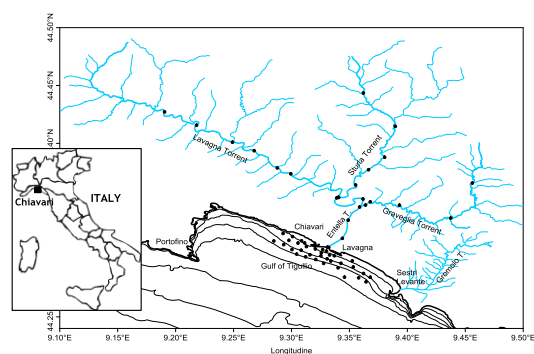 44.50°N
44.45°N
40°N
44.25
9.10°E
9.15°E
9.20°E
9.25°E
9.30°E
9.35°E
9.40°E
9.45°E
9.50°E
Longitudine
Lavagna Torrent
Sturla Torrent
Graveglia Torrent
Entella T.
Gromolo T.
Chiavari
Lavagna
Portofino
Gulf of Tigullio
Sestri
Levante
ITALY
Chiavari